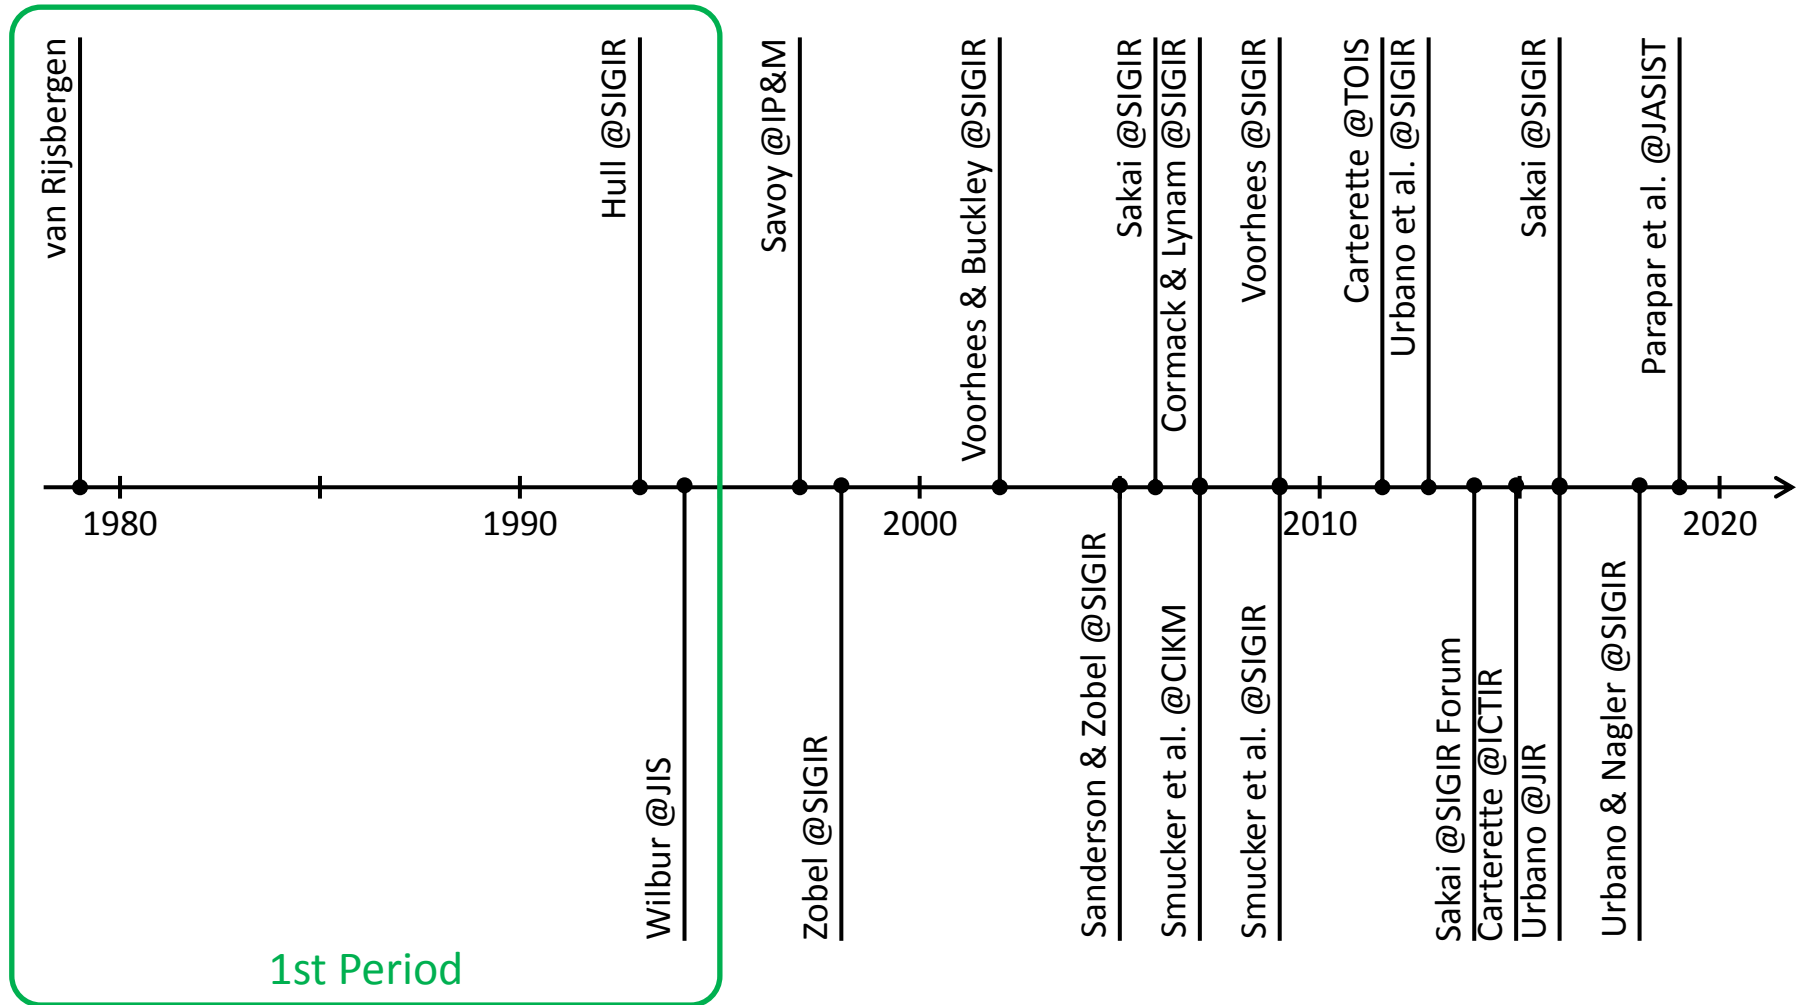 van Rijsbergen
Hull @SIGIR
Savoy @IP&M
Voorhees & Buckley @SIGIR
Sakai @SIGIR
Cormack & Lynam @SIGIR
Voorhees @SIGIR
Carterette @TOIS
Urbano et al. @SIGIR
Sakai @SIGIR
Parapar et al. @JASIST
1980
1990
2000
2010
2020
Wilbur @JIS
Zobel @SIGIR
Sanderson & Zobel @SIGIR
Smucker et al. @CIKM
Smucker et al. @SIGIR
Sakai @SIGIR Forum
Carterette @ICTIR
Urbano @JIR
Urbano & Nagler @SIGIR
1st Period